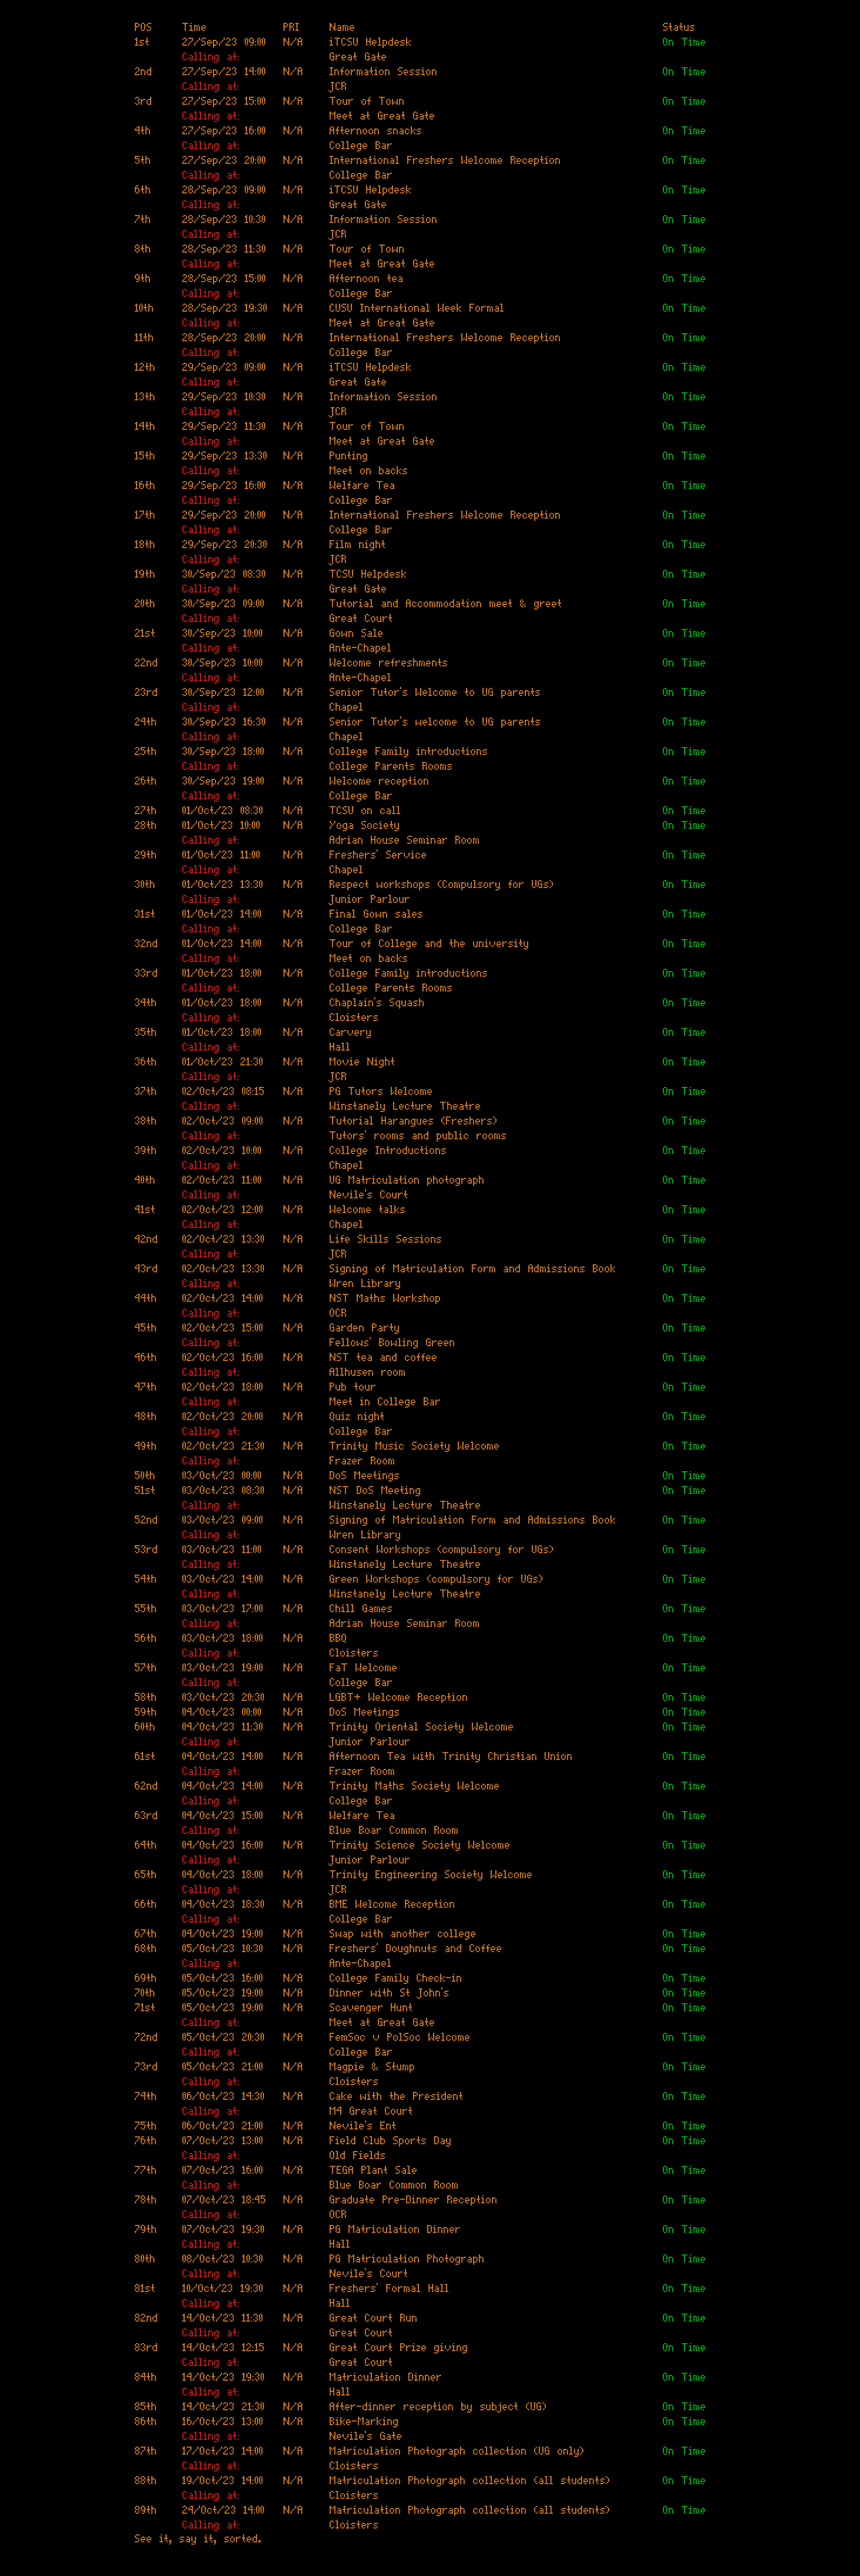 POS Time PRI Name Status
1st 27/Sep/23 09:00 N/A iTCSU Helpdesk On Time
Calling at: Great Gate
2nd 27/Sep/23 14:00 N/A Information Session On Time
Calling at: JCR
3rd 27/Sep/23 15:00 N/A Tour of Town On Time
Calling at: Meet at Great Gate
4th 27/Sep/23 16:00 N/A Afternoon snacks On Time
Calling at: College Bar
5th 27/Sep/23 20:00 N/A International Freshers Welcome Reception On Time
Calling at: College Bar
6th 28/Sep/23 09:00 N/A iTCSU Helpdesk On Time
Calling at: Great Gate
7th 28/Sep/23 10:30 N/A Information Session On Time
Calling at: JCR
8th 28/Sep/23 11:30 N/A Tour of Town On Time
Calling at: Meet at Great Gate
9th 28/Sep/23 15:00 N/A Afternoon tea On Time
Calling at: College Bar
10th 28/Sep/23 19:30 N/A CUSU International Week Formal On Time
Calling at: Meet at Great Gate
11th 28/Sep/23 20:00 N/A International Freshers Welcome Reception On Time
Calling at: College Bar
12th 29/Sep/23 09:00 N/A iTCSU Helpdesk On Time
Calling at: Great Gate
13th 29/Sep/23 10:30 N/A Information Session On Time
Calling at: JCR
14th 29/Sep/23 11:30 N/A Tour of Town On Time
Calling at: Meet at Great Gate
15th 29/Sep/23 13:30 N/A Punting On Time
Calling at: Meet on backs
16th 29/Sep/23 16:00 N/A Welfare Tea On Time
Calling at: College Bar
17th 29/Sep/23 20:00 N/A International Freshers Welcome Reception On Time
Calling at: College Bar
18th 29/Sep/23 20:30 N/A Film night On Time
Calling at: JCR
19th 30/Sep/23 08:30 N/A TCSU Helpdesk On Time
Calling at: Great Gate
20th 30/Sep/23 09:00 N/A Tutorial and Accommodation meet & greet On Time
Calling at: Great Court
21st 30/Sep/23 10:00 N/A Gown Sale On Time
Calling at: Ante-Chapel
22nd 30/Sep/23 10:00 N/A Welcome refreshments On Time
Calling at: Ante-Chapel
23rd 30/Sep/23 12:00 N/A Senior Tutor's Welcome to UG parents On Time
Calling at: Chapel
24th 30/Sep/23 16:30 N/A Senior Tutor's welcome to UG parents On Time
Calling at: Chapel
25th 30/Sep/23 18:00 N/A College Family introductions On Time
Calling at: College Parents Rooms
26th 30/Sep/23 19:00 N/A Welcome reception On Time
Calling at: College Bar
27th 01/Oct/23 08:30 N/A TCSU on call On Time
28th 01/Oct/23 10:00 N/A Yoga Society On Time
Calling at: Adrian House Seminar Room
29th 01/Oct/23 11:00 N/A Freshers' Service On Time
Calling at: Chapel
30th 01/Oct/23 13:30 N/A Respect workshops (Compulsory for UGs) On Time
Calling at: Junior Parlour
31st 01/Oct/23 14:00 N/A Final Gown sales On Time
Calling at: College Bar
32nd 01/Oct/23 14:00 N/A Tour of College and the university On Time
Calling at: Meet on backs
33rd 01/Oct/23 18:00 N/A College Family introductions On Time
Calling at: College Parents Rooms
34th 01/Oct/23 18:00 N/A Chaplain's Squash On Time
Calling at: Cloisters
35th 01/Oct/23 18:00 N/A Carvery On Time
Calling at: Hall
36th 01/Oct/23 21:30 N/A Movie Night On Time
Calling at: JCR
37th 02/Oct/23 08:15 N/A PG Tutors Welcome On Time
Calling at: Winstanely Lecture Theatre
38th 02/Oct/23 09:00 N/A Tutorial Harangues (Freshers) On Time
Calling at: Tutors' rooms and public rooms
39th 02/Oct/23 10:00 N/A College Introductions On Time
Calling at: Chapel
40th 02/Oct/23 11:00 N/A UG Matriculation photograph On Time
Calling at: Nevile's Court
41st 02/Oct/23 12:00 N/A Welcome talks On Time
Calling at: Chapel
42nd 02/Oct/23 13:30 N/A Life Skills Sessions On Time
Calling at: JCR
43rd 02/Oct/23 13:30 N/A Signing of Matriculation Form and Admissions Book On Time
Calling at: Wren Library
44th 02/Oct/23 14:00 N/A NST Maths Workshop On Time
Calling at: OCR
45th 02/Oct/23 15:00 N/A Garden Party On Time
Calling at: Fellows' Bowling Green
46th 02/Oct/23 16:00 N/A NST tea and coffee On Time
Calling at: Allhusen room
47th 02/Oct/23 18:00 N/A Pub tour On Time
Calling at: Meet in College Bar
48th 02/Oct/23 20:00 N/A Quiz night On Time
Calling at: College Bar
49th 02/Oct/23 21:30 N/A Trinity Music Society Welcome On Time
Calling at: Frazer Room
50th 03/Oct/23 00:00 N/A DoS Meetings On Time
51st 03/Oct/23 08:30 N/A NST DoS Meeting On Time
Calling at: Winstanely Lecture Theatre
52nd 03/Oct/23 09:00 N/A Signing of Matriculation Form and Admissions Book On Time
Calling at: Wren Library
53rd 03/Oct/23 11:00 N/A Consent Workshops (compulsory for UGs) On Time
Calling at: Winstanely Lecture Theatre
54th 03/Oct/23 14:00 N/A Green Workshops (compulsory for UGs) On Time
Calling at: Winstanely Lecture Theatre
55th 03/Oct/23 17:00 N/A Chill Games On Time
Calling at: Adrian House Seminar Room
56th 03/Oct/23 18:00 N/A BBQ On Time
Calling at: Cloisters
57th 03/Oct/23 19:00 N/A FaT Welcome On Time
Calling at: College Bar
58th 03/Oct/23 20:30 N/A LGBT+ Welcome Reception On Time
59th 04/Oct/23 00:00 N/A DoS Meetings On Time
60th 04/Oct/23 11:30 N/A Trinity Oriental Society Welcome On Time
Calling at: Junior Parlour
61st 04/Oct/23 14:00 N/A Afternoon Tea with Trinity Christian Union On Time
Calling at: Frazer Room
62nd 04/Oct/23 14:00 N/A Trinity Maths Society Welcome On Time
Calling at: College Bar
63rd 04/Oct/23 15:00 N/A Welfare Tea On Time
Calling at: Blue Boar Common Room
64th 04/Oct/23 16:00 N/A Trinity Science Society Welcome On Time
Calling at: Junior Parlour
65th 04/Oct/23 18:00 N/A Trinity Engineering Society Welcome On Time
Calling at: JCR
66th 04/Oct/23 18:30 N/A BME Welcome Reception On Time
Calling at: College Bar
67th 04/Oct/23 19:00 N/A Swap with another college On Time
68th 05/Oct/23 10:30 N/A Freshers' Doughnuts and Coffee On Time
Calling at: Ante-Chapel
69th 05/Oct/23 16:00 N/A College Family Check-in On Time
70th 05/Oct/23 19:00 N/A Dinner with St John's On Time
71st 05/Oct/23 19:00 N/A Scavenger Hunt On Time
Calling at: Meet at Great Gate
72nd 05/Oct/23 20:30 N/A FemSoc v PolSoc Welcome On Time
Calling at: College Bar
73rd 05/Oct/23 21:00 N/A Magpie & Stump On Time
Calling at: Cloisters
74th 06/Oct/23 14:30 N/A Cake with the President On Time
Calling at: M4 Great Court
75th 06/Oct/23 21:00 N/A Nevile's Ent On Time
76th 07/Oct/23 13:00 N/A Field Club Sports Day On Time
Calling at: Old Fields
77th 07/Oct/23 16:00 N/A TEGA Plant Sale On Time
Calling at: Blue Boar Common Room
78th 07/Oct/23 18:45 N/A Graduate Pre-Dinner Reception On Time
Calling at: OCR
79th 07/Oct/23 19:30 N/A PG Matriculation Dinner On Time
Calling at: Hall
80th 08/Oct/23 10:30 N/A PG Matriculation Photograph On Time
Calling at: Nevile's Court
81st 10/Oct/23 19:30 N/A Freshers' Formal Hall On Time
Calling at: Hall
82nd 14/Oct/23 11:30 N/A Great Court Run On Time
Calling at: Great Court
83rd 14/Oct/23 12:15 N/A Great Court Prize giving On Time
Calling at: Great Court
84th 14/Oct/23 19:30 N/A Matriculation Dinner On Time
Calling at: Hall
85th 14/Oct/23 21:30 N/A After-dinner reception by subject (UG) On Time
86th 16/Oct/23 13:00 N/A Bike-Marking On Time
Calling at: Nevile's Gate
87th 17/Oct/23 14:00 N/A Matriculation Photograph collection (UG only) On Time
Calling at: Cloisters
88th 19/Oct/23 14:00 N/A Matriculation Photograph collection (all students) On Time
Calling at: Cloisters
89th 24/Oct/23 14:00 N/A Matriculation Photograph collection (all students) On Time
Calling at: Cloisters
See it, say it, sorted.